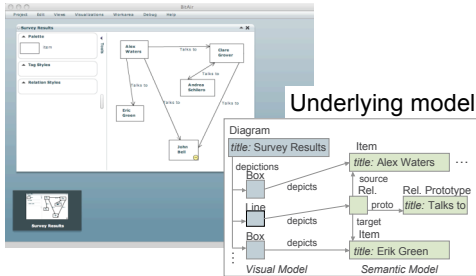 BitAir
Project Edit Views Visualizations Workarea Debug Help
Survey Results
Palette
Item
Tag Styles
Relation Styles
Tools
Alex
Waters
Talks to
Clare
Grover
Talks to
Talks to
Andrea
Talks to
Talks to
Eric
Green
John
Bell
Survey Results
Underlying model
Diagram
title: Survey Results
depictions
Box
depicts
Line
depicts
Box
depicts
Visual Model
Item
title: Alex Waters
...
source
Rel.
proto
Rel. Prototype
title: Talks to
target
Item
title: Erik Green
Semantic Model